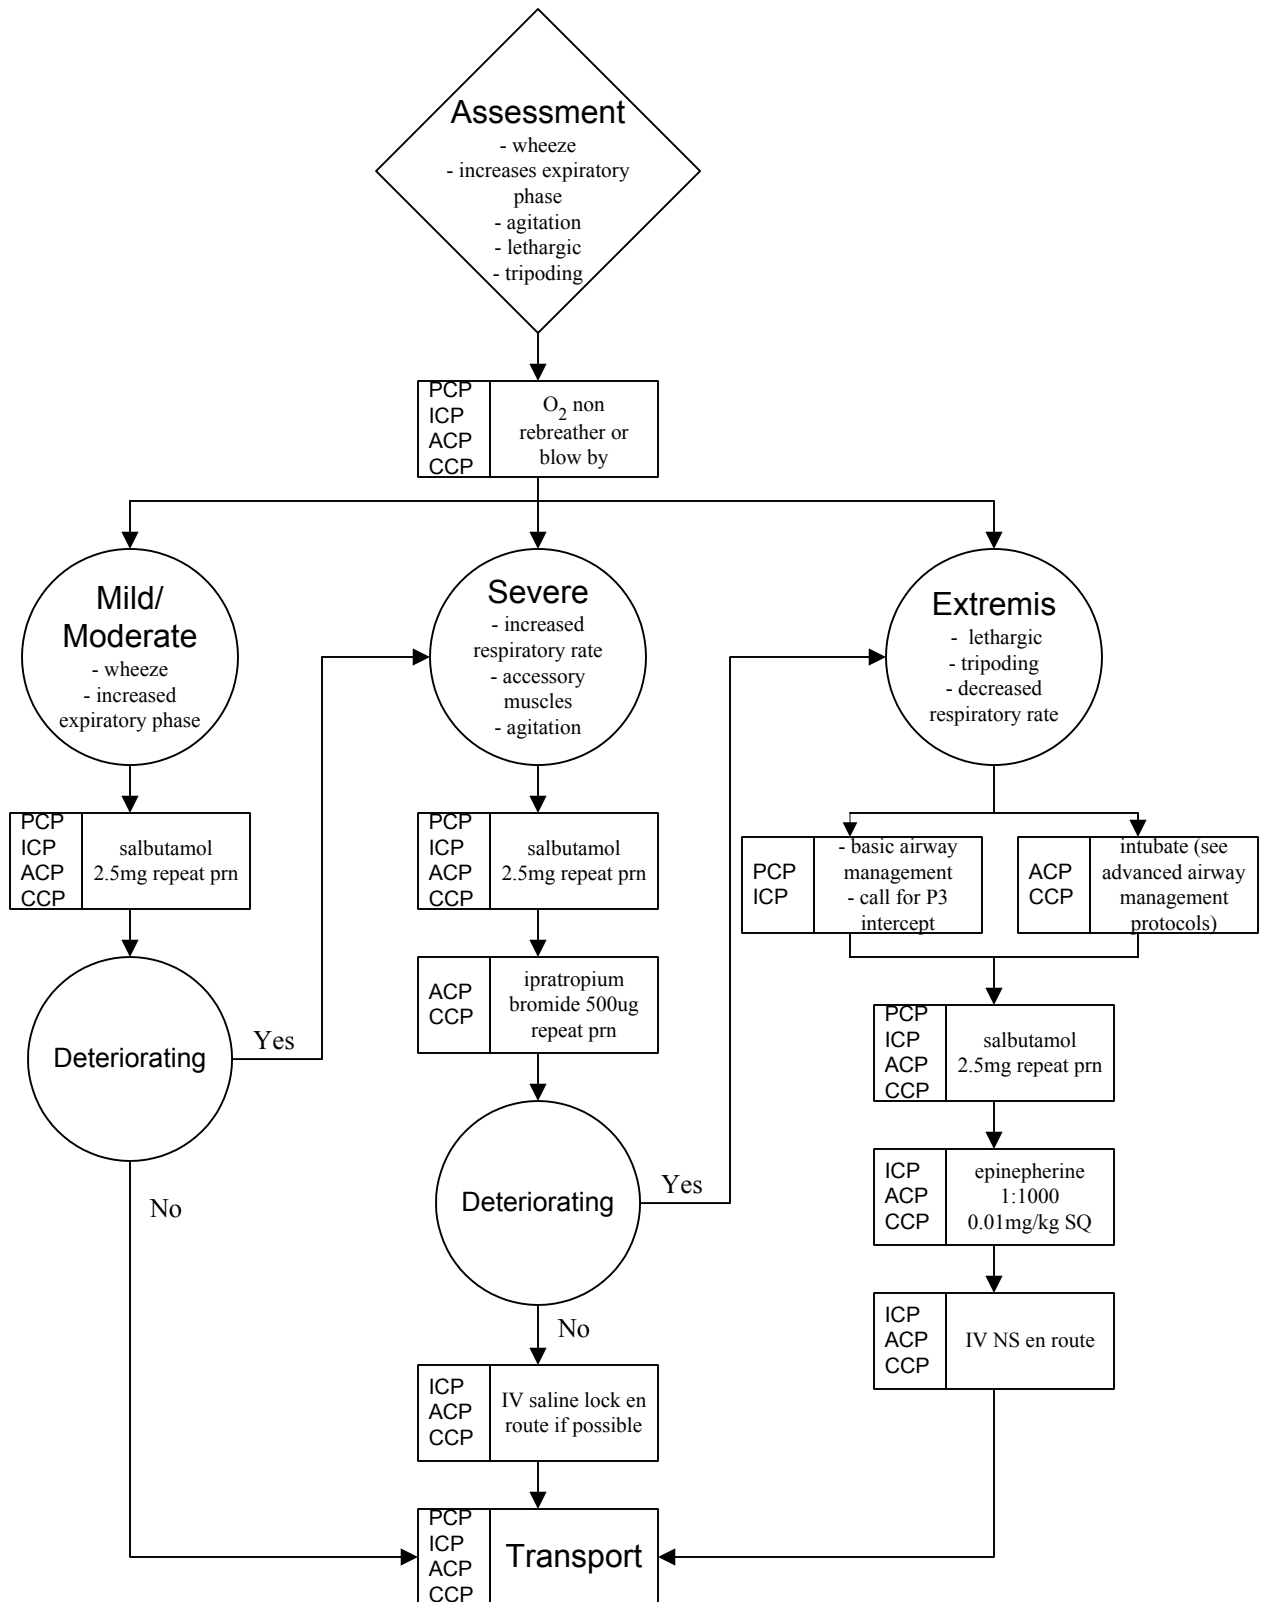 Assessment
- wheeze
- increases expiratory
phase
- agitation
- lethargic
- tripoding
PCP
ICP
ACP
CCP
O2 non
rebreather or
blow by
Mild/
Moderate
- wheeze
- increased
expiratory phase
Severe
- increased
respiratory rate
- accessory
muscles
- agitation
Extremis
- lethargic
- tripoding
- decreased
respiratory rate
PCP
ICP
ACP
CCP
salbutamol
2.5mg repeat prn
PCP
ICP
ACP
CCP
salbutamol
2.5mg repeat prn
PCP
ICP
- basic airway
management
- call for P3
intercept
ACP
CCP
intubate (see
advanced airway
management
protocols)
Deteriorating
Yes
No
ACP
CCP
ipratropium
bromide 500ug
repeat prn
PCP
ICP
ACP
CCP
salbutamol
2.5mg repeat prn
Deteriorating
Yes
No
ICP
ACP
CCP
epinepherine
1:1000
0.01mg/kg SQ
ICP
ACP
CCP
IV NS en route
ICP
ACP
CCP
IV saline lock en
route if possible
PCP
ICP
ACP
CCP
Transport